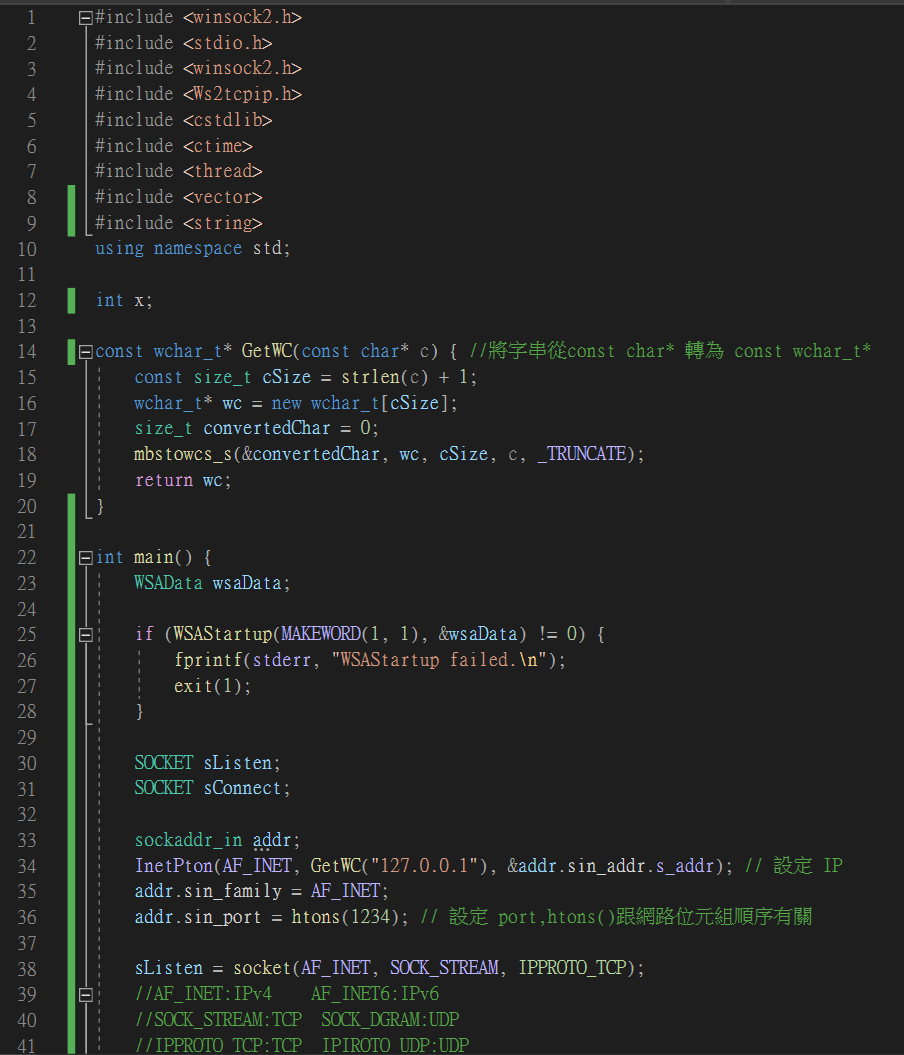 1 #include <winsock2.h>
2 #include <stdio.h>
3 #include <winsock2.h>
4 #include <Ws2tcpip.h>
5 #include <cstdlib>
6 #include <ctime>
7 #include <thread>
8 #include <vector>
9 #include <string>
10 using namespace std;
11
12 int x;
13
14 const wchar_t* GetWC(const char* c) { //將字串從const char* 轉為 const wchar_t*
15 const size_t cSize = strlen(c) + 1;
16 wchar_t* wc = new wchar_t[cSize];
17 size_t convertedChar = 0;
18 mbstowcs_s(&convertedChar, wc, cSize, c, _TRUNCATE);
19 return wc;
20 }
21
22 int main() {
23 WSAData wsaData;
24
25 if (WSAStartup(MAKEWORD(1, 1), &wsaData) != 0) {
26 fprintf(stderr, "WSAStartup failed.\n");
27 exit(1);
28 }
29
30 SOCKET sListen;
31 SOCKET sConnect;
32
33 sockaddr_in addr;
34 InetPton(AF_INET, GetWC("127.0.0.1"), &addr.sin_addr.s_addr); // 設定 IP
35 addr.sin_family = AF_INET;
36 addr.sin_port = htons(1234); // 設定 port,htons()跟網路位元組順序有關
37
38 sListen = socket(AF_INET, SOCK_STREAM, IPPROTO_TCP);
39 //AF_INET:IPv4 AF_INET6:IPv6
40 //SOCK_STREAM:TCP SOCK_DGRAM:UDP
41 //IPPROTO_TCP:TCP IPIROTO_UDP:UDP